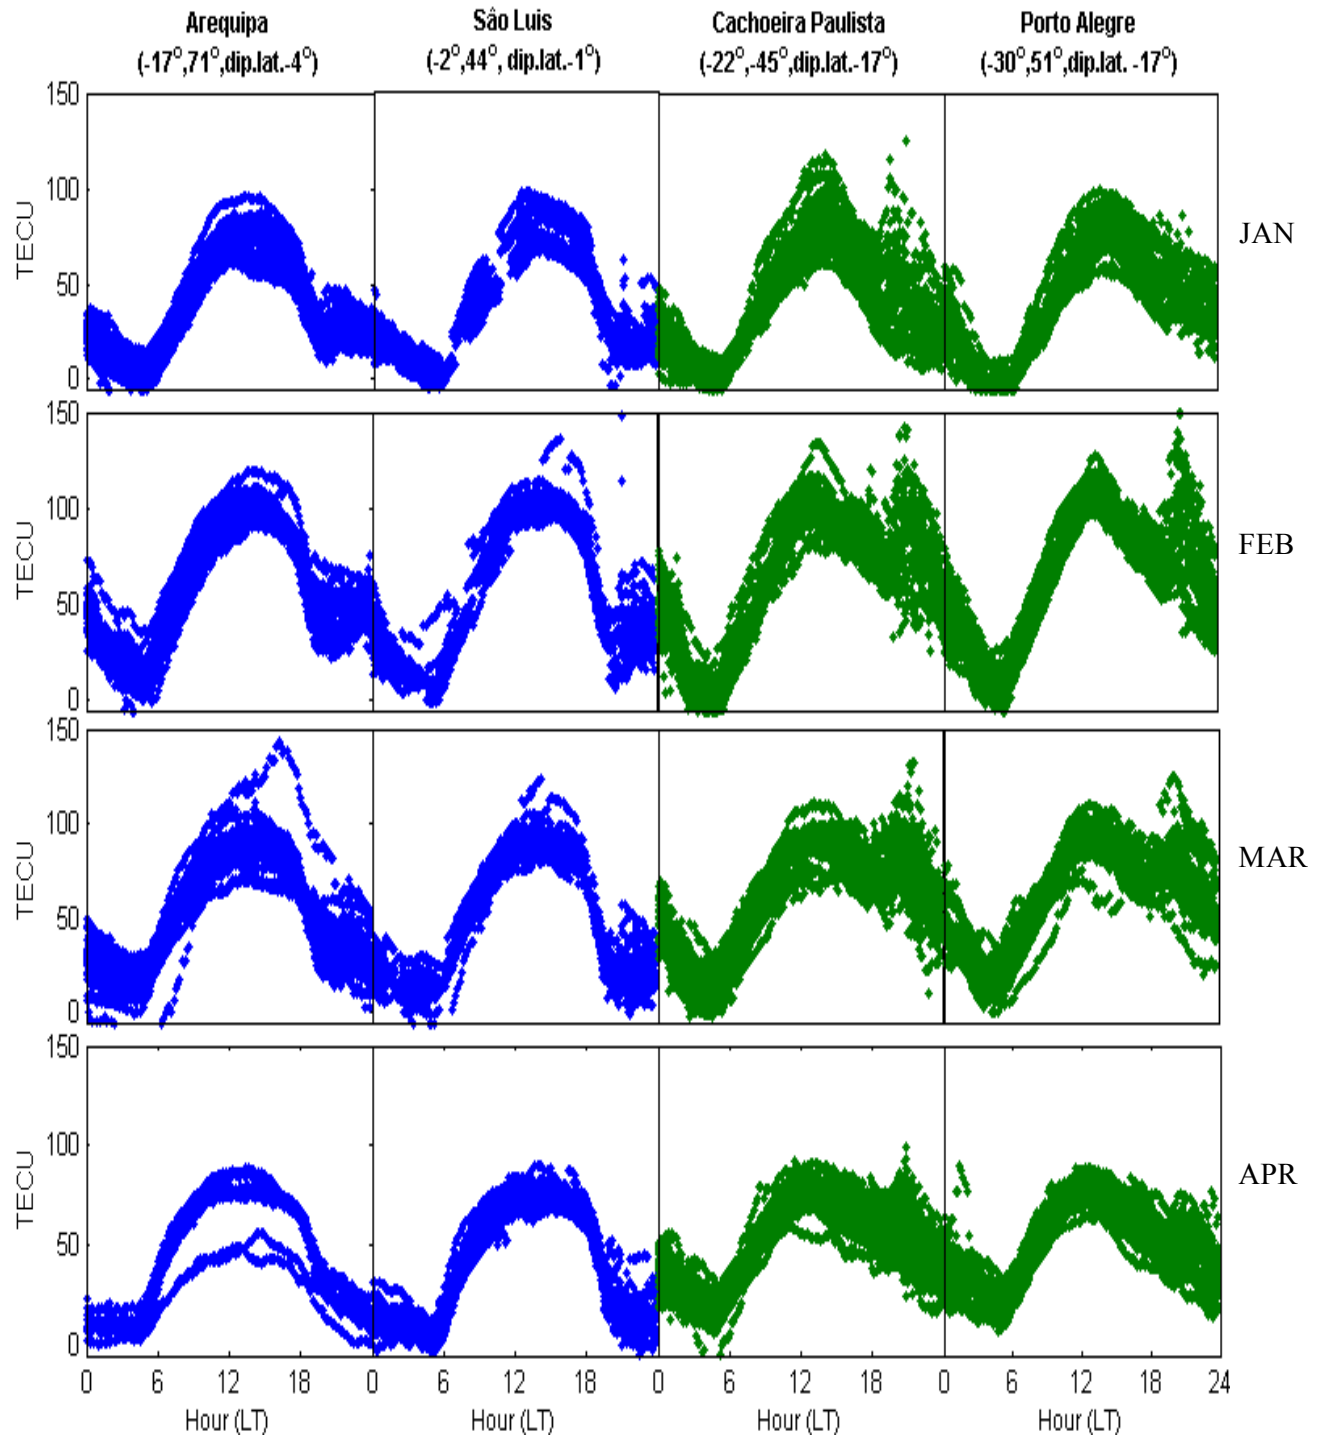 Arequipa
(-17°,71°,dip.lat.-4°)
Sâo Luis
(-2°,44°, dip.lat.-1°)
Cachoeira Paulista
(-22°,-45°,dip.lat.-17°)
Porto Alegre
(-30°,51°,dip.lat. -17°)
150
100
50
0
TECU
JAN
150
100
50
0
TECU
FEB
150
100
50
0
TECU
MAR
150
100
50
0
TECU
APR
0 6 12 18 0 6 12 18 0 6 12 18 0 6 12 18 24
Hour (LT) Hour (LT) Hour (LT) Hour (LT)